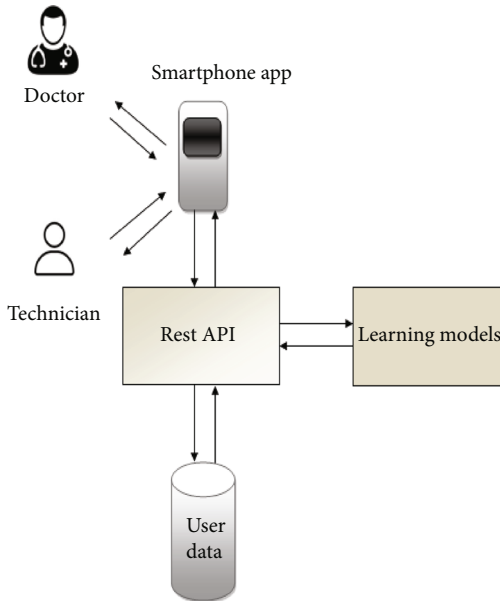 Smartphone app
Doctor
Technician
Rest API
Learning models
User
data